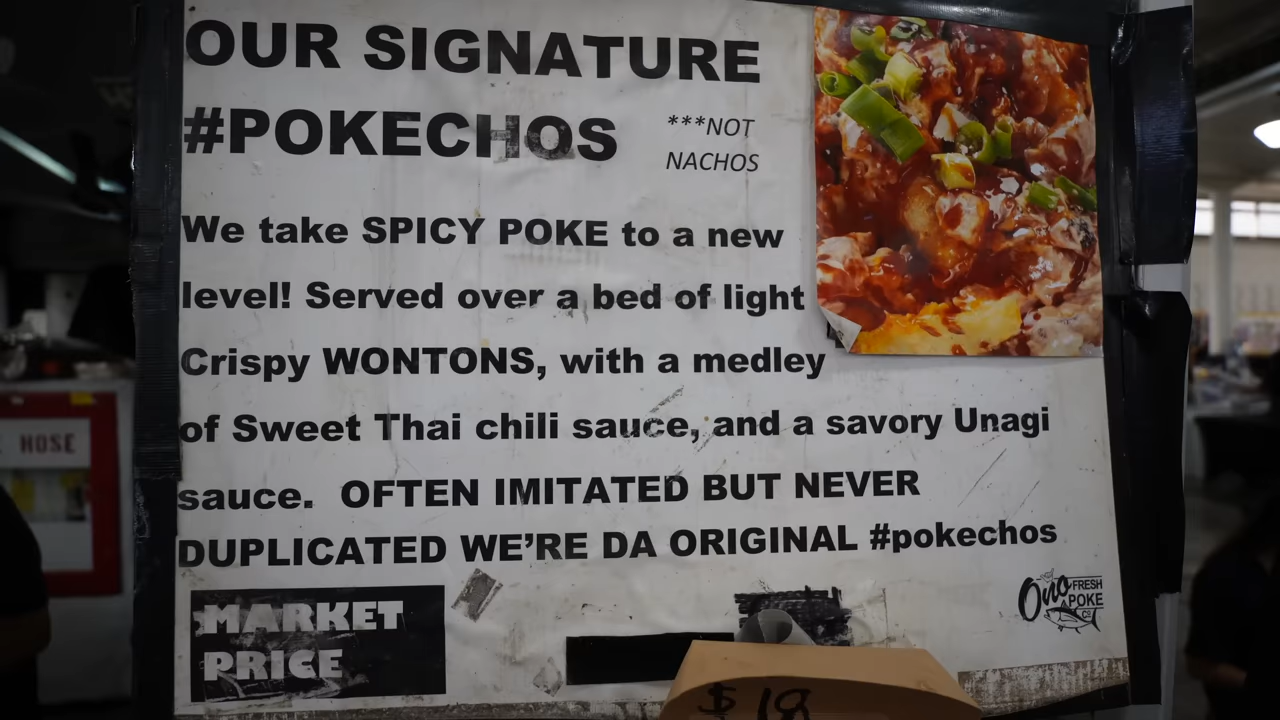 OUR SIGNATURE
#POKECHOS
***NOT
NACHOS
We take SPICY POKE to a new
level! Served over a bed of light
Crispy WONTONS, with a medley
of Sweet Thai chili sauce, and a savory Unagi
sauce. OFTEN IMITATED BUT NEVER
DUPLICATED WE'RE DA ORIGINAL #pokechos
MARKET
PRICE
Ono FRESH
POKE
CO
$ 18
HOSE